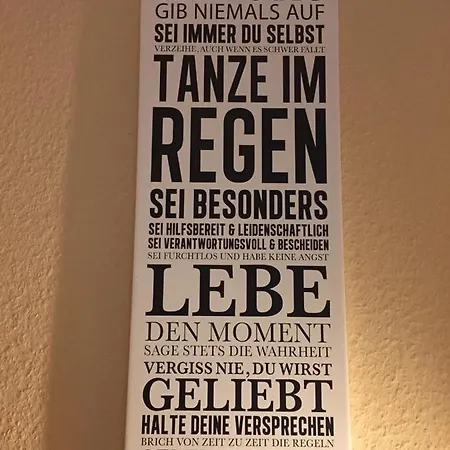 GIB NIEMALS AUF
SEI IMMER DU SELBST
VERZEIHE, AUCH WENN ES SCHWER FÄLLT
TANZE IM
REGEN
SEI BESONDERS
SEI HILFSBEREIT & LEIDENSCHAFTLICH
SEI VERANTWORTUNGSVOLL & BESCHEIDEN
SEI FURCHTLOS UND HABE KEINE ANGST
LEBE
DEN MOMENT
SAGE STETS DIE WAHRHEIT
VERGISS NIE, DU WIRST
GELIEBT
HALTE DEINE VERSPRECHEN
BRICH VON ZEIT ZU ZEIT DIE REGELN